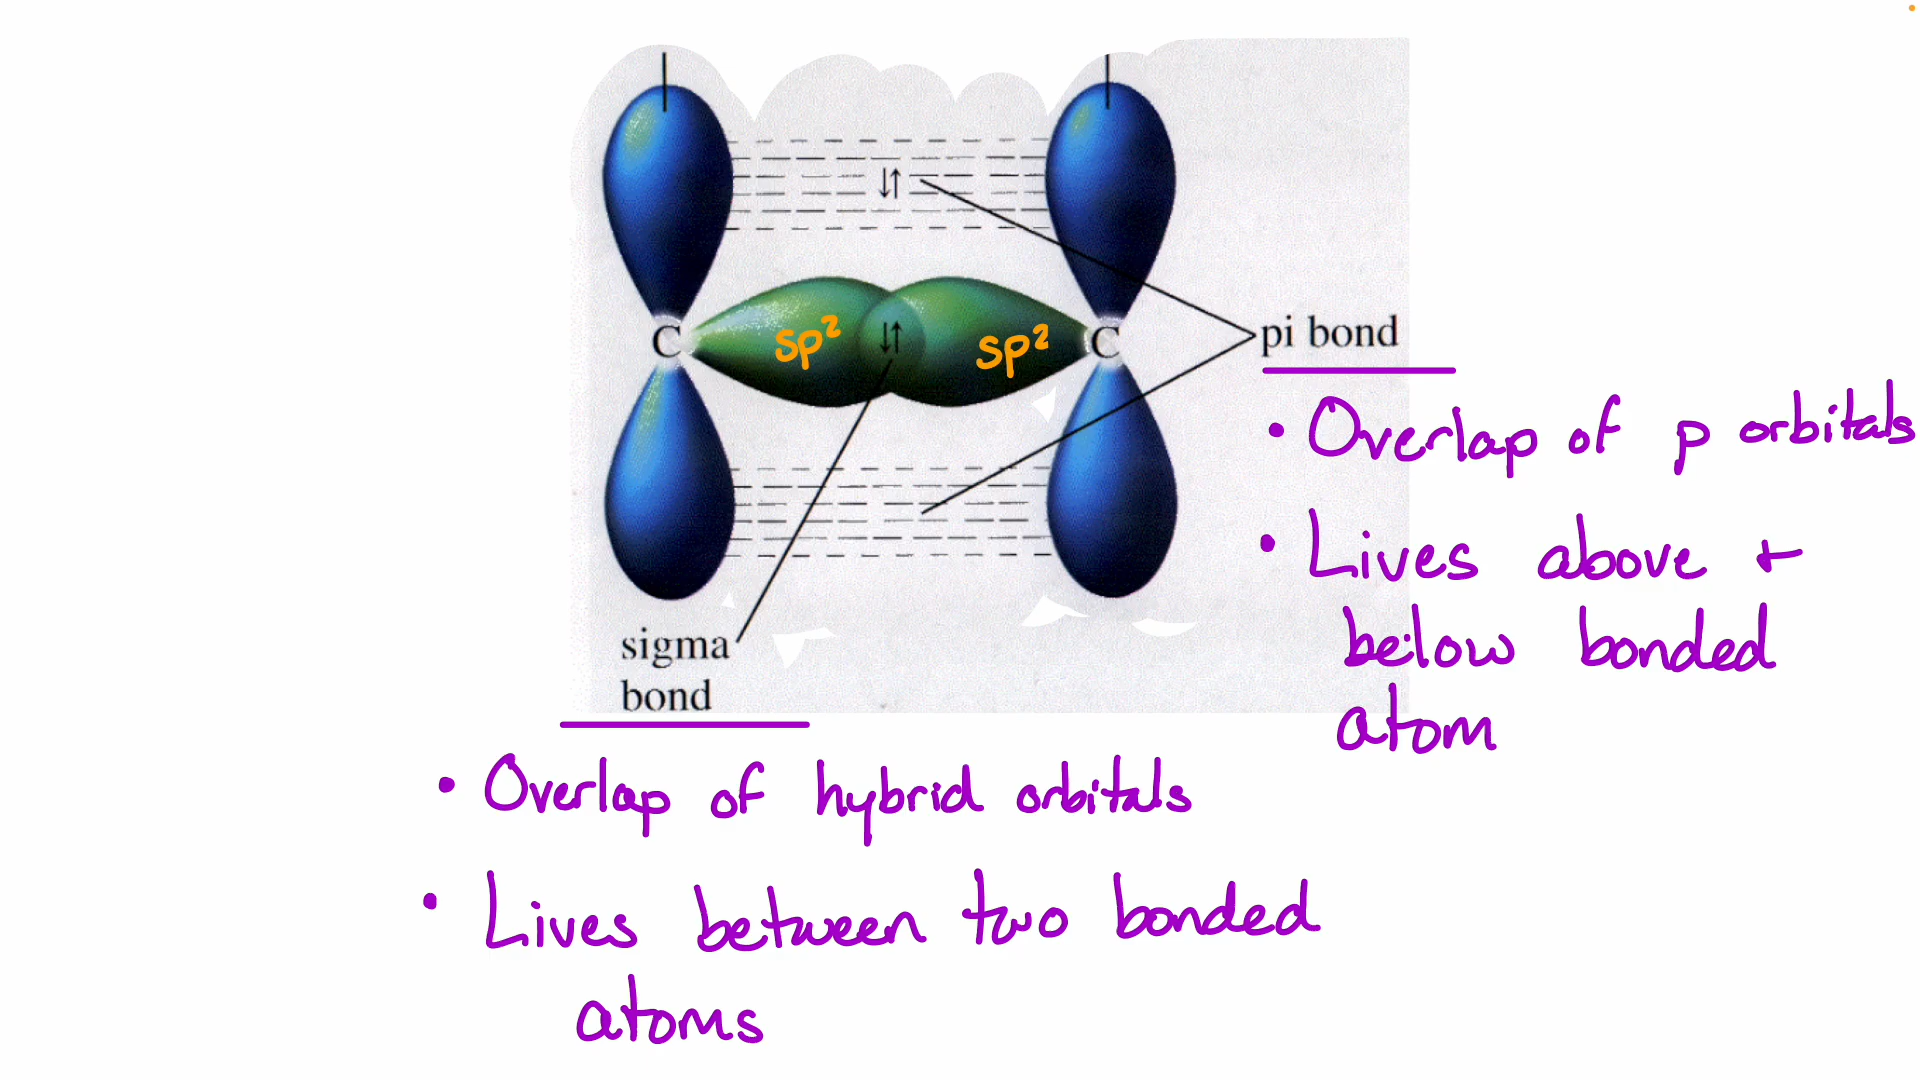 C
sp²
↓↑
sp²
C
↓↑
pi bond
• Overlap of p orbitals
• Lives above +
below bonded
atom
sigma
bond
• Overlap of hybrid orbitals
• Lives between two bonded
atoms